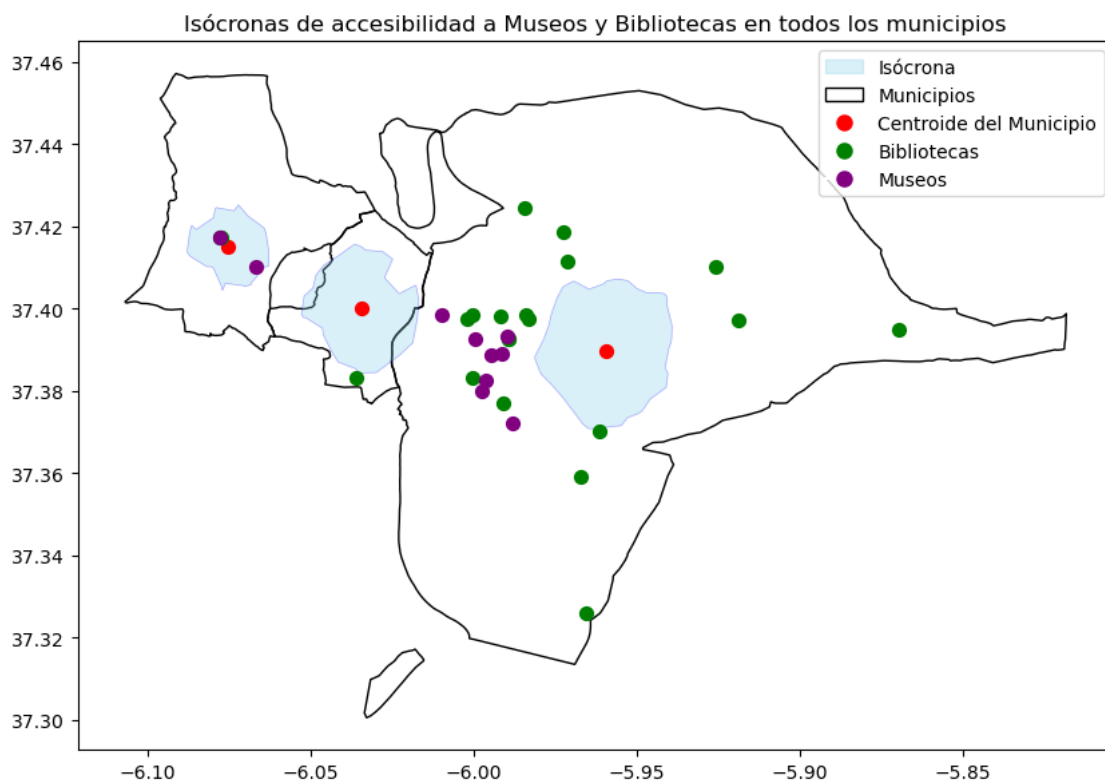 Isócronas de accesibilidad a Museos y Bibliotecas en todos los municipios
Isócrona
Municipios
Centroide del Municipio
Bibliotecas
Museos
37.46
37.44
37.42
37.40
37.38
37.36
37.34
37.32
37.30
−6.10
−6.05
−6.00
−5.95
−5.90
−5.85